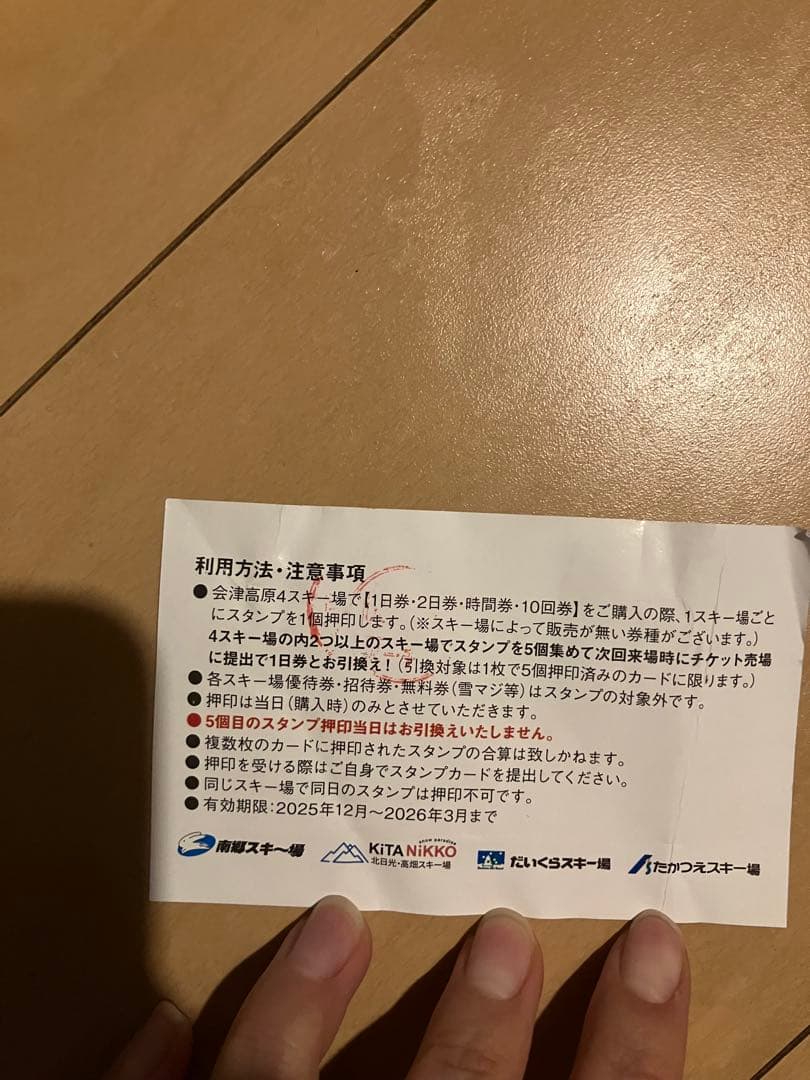 利用方法・注意事項
●会津高原4スキー場で【1日券・2日券・時間券・10回券】をご購入の際、1スキー場ごと
にスタンプを1個押印します。(※スキー場によって販売が無い券種がございます。)
4スキー場の内2つ以上のスキー場でスタンプを5個集めて次回来場時にチケット売場
に提出で1日券とお引換え!(引換対象は1枚で5個押印済みのカードに限ります。)
●各スキー場優待券・招待券・無料券(雪マジ等)はスタンプの対象外です。
●押印は当日(購入時)のみとさせていただきます。
●5個目のスタンプ押印当日はお引換えいたしません。
●複数枚のカードに押印されたスタンプの合算は致しかねます。
●押印を受ける際はご自身でスタンプカードを提出してください。
●同じスキー場で同日のスタンプは押印不可です。
●有効期限:2025年12月〜2026年3月まで
南郷スキ〜場
snow paradise
KiTA NiKKO
北日光・高畑スキー場
だいくらスキー場
たかつえスキー場